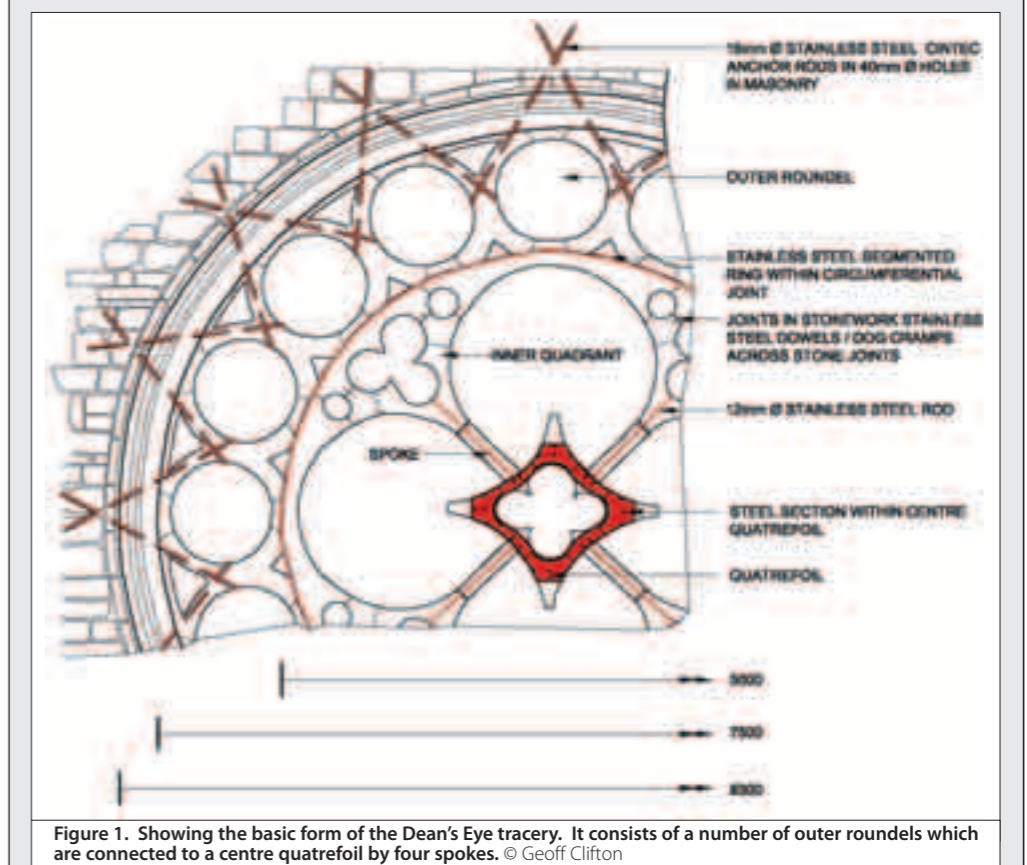 16mm Ø STAINLESS STEEL CINTEC
ANCHOR RODS IN 40mm Ø HOLES
IN MASONRY
OUTER ROUNDEL
STAINLESS STEEL SEGMENTED
RING WITHIN CIRCUMFERENTIAL
JOINT
JOINTS IN STONEWORK STAINLESS
STEEL DOWELS / DOG CRAMPS
ACROSS STONE JOINTS
INNER QUADRANT
12mm Ø STAINLESS STEEL ROD
SPOKE
STEEL SECTION WITHIN CENTRE
QUATREFOIL
QUATREFOIL
7500
Figure 1. Showing the basic form of the Dean's Eye tracery. It consists of a number of outer roundels which
are connected to a centre quatrefoil by four spokes. © Geoff Clifton